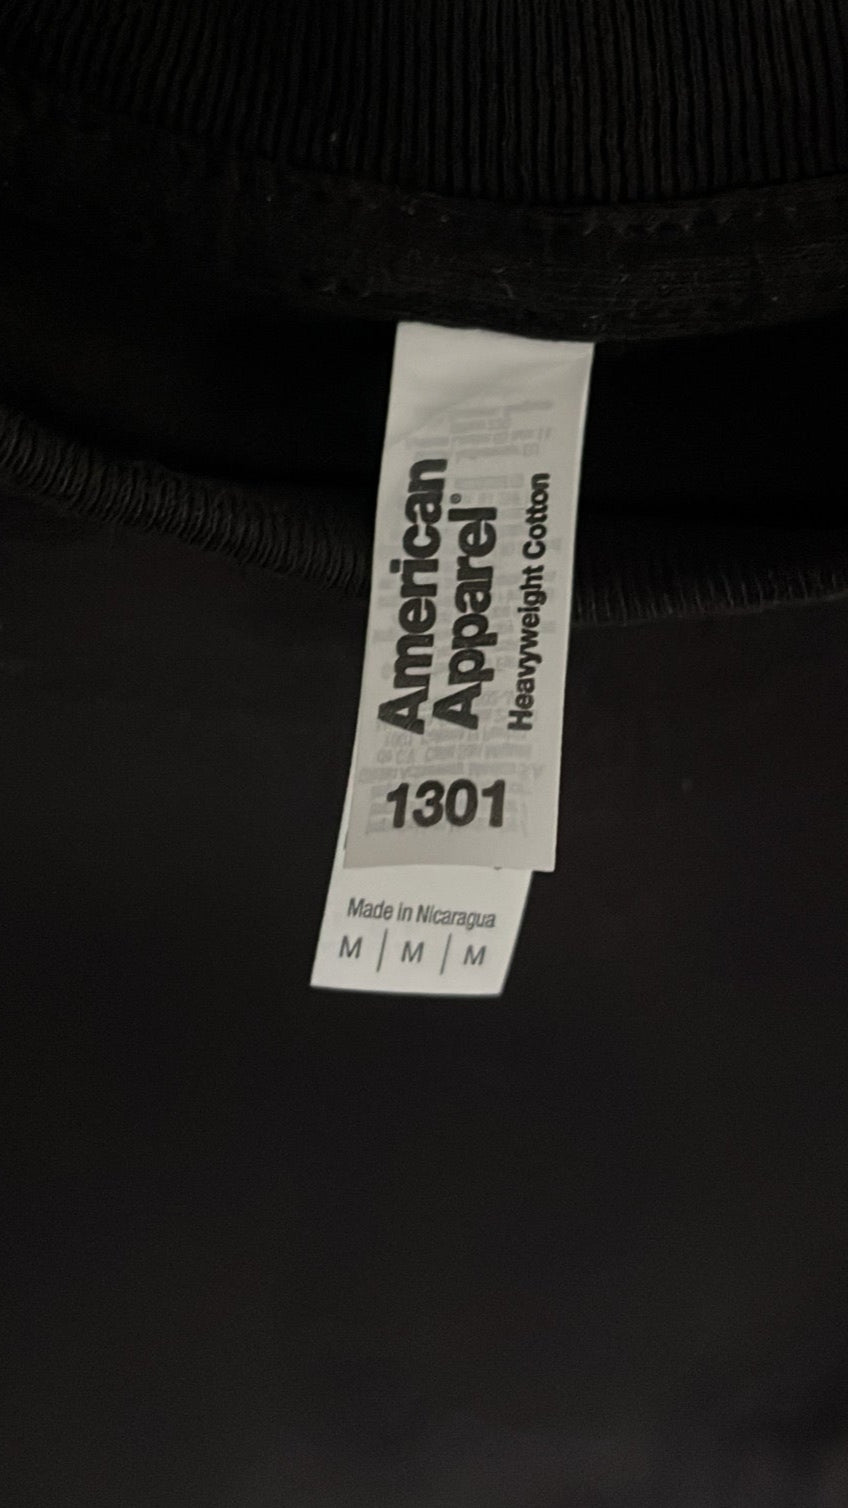 American
Apparel®
Heavyweight Cotton
1301
Made in Nicaragua
M | M | M